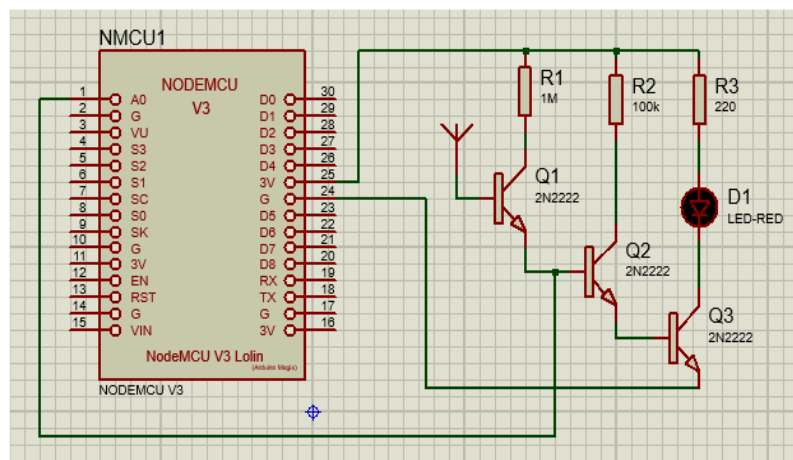 NMCU1
NODEMCU
V3
1 A0
2 G
3 VU
4 S3
5 S2
6 S1
7 SC
8 S0
9 SK
10 G
11 3V
12 EN
13 RST
14 G
15 VIN
D0 30
D1 29
D2 28
D3 27
D4 26
3V 25
G 24
D5 23
D6 22
D7 21
D8 20
RX 19
TX 18
G 17
3V 16
NodeMCU V3 Lolin
(Arduino Megix)
NODEMCU V3
R1
1M
R2
100k
R3
220
Q1
2N2222
D1
LED-RED
Q2
2N2222
Q3
2N2222